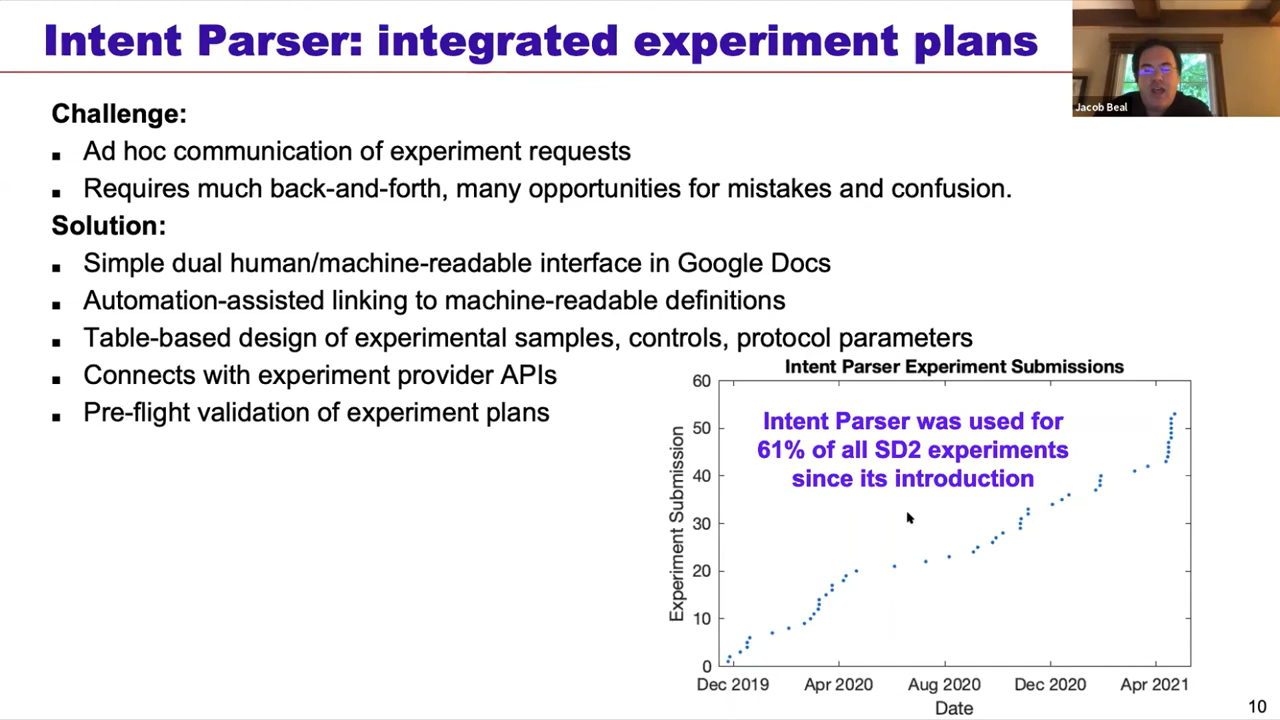 Intent Parser: integrated experiment plans
Jacob Beal
Challenge:
▪ Ad hoc communication of experiment requests
▪ Requires much back-and-forth, many opportunities for mistakes and confusion.
Solution:
▪ Simple dual human/machine-readable interface in Google Docs
▪ Automation-assisted linking to machine-readable definitions
▪ Table-based design of experimental samples, controls, protocol parameters
▪ Connects with experiment provider APIs
▪ Pre-flight validation of experiment plans
Intent Parser Experiment Submissions
Intent Parser was used for
61% of all SD2 experiments
since its introduction
Experiment Submission
60
50
40
30
20
10
0
Dec 2019 Apr 2020 Aug 2020 Dec 2020 Apr 2021
Date
10